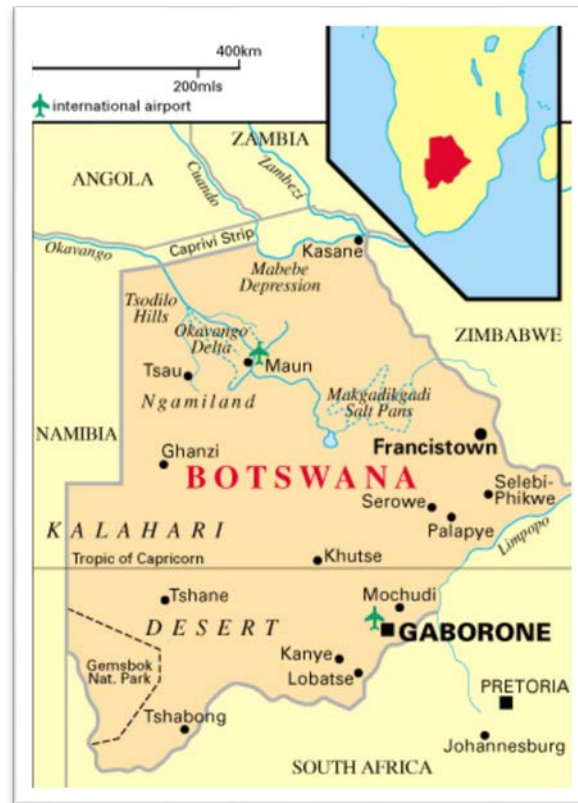 400km
200mls
international airport
ZAMBIA
ANGOLA
Cuando
Zambezi
Caprivi Strip
Okavango
Kasane
Mabebe
Depression
Tsodilo
Hills
Okavango
Delta
ZIMBABWE
Maun
Tsau
Makgadikgadi
Salt Pans
Ngamiland
NAMIBIA
Francistown
Ghanzi
BOTSWANA
Selebi-
Phikwe
Serowe
Palapye
Limpopo
KALAHARI
Tropic of Capricorn
Khutse
Tshane
Mochudi
DESERT
GABORONE
Kanye
Gemsbok
Nat. Park
Lobatse
PRETORIA
Tshabong
Johannesburg
SOUTH AFRICA